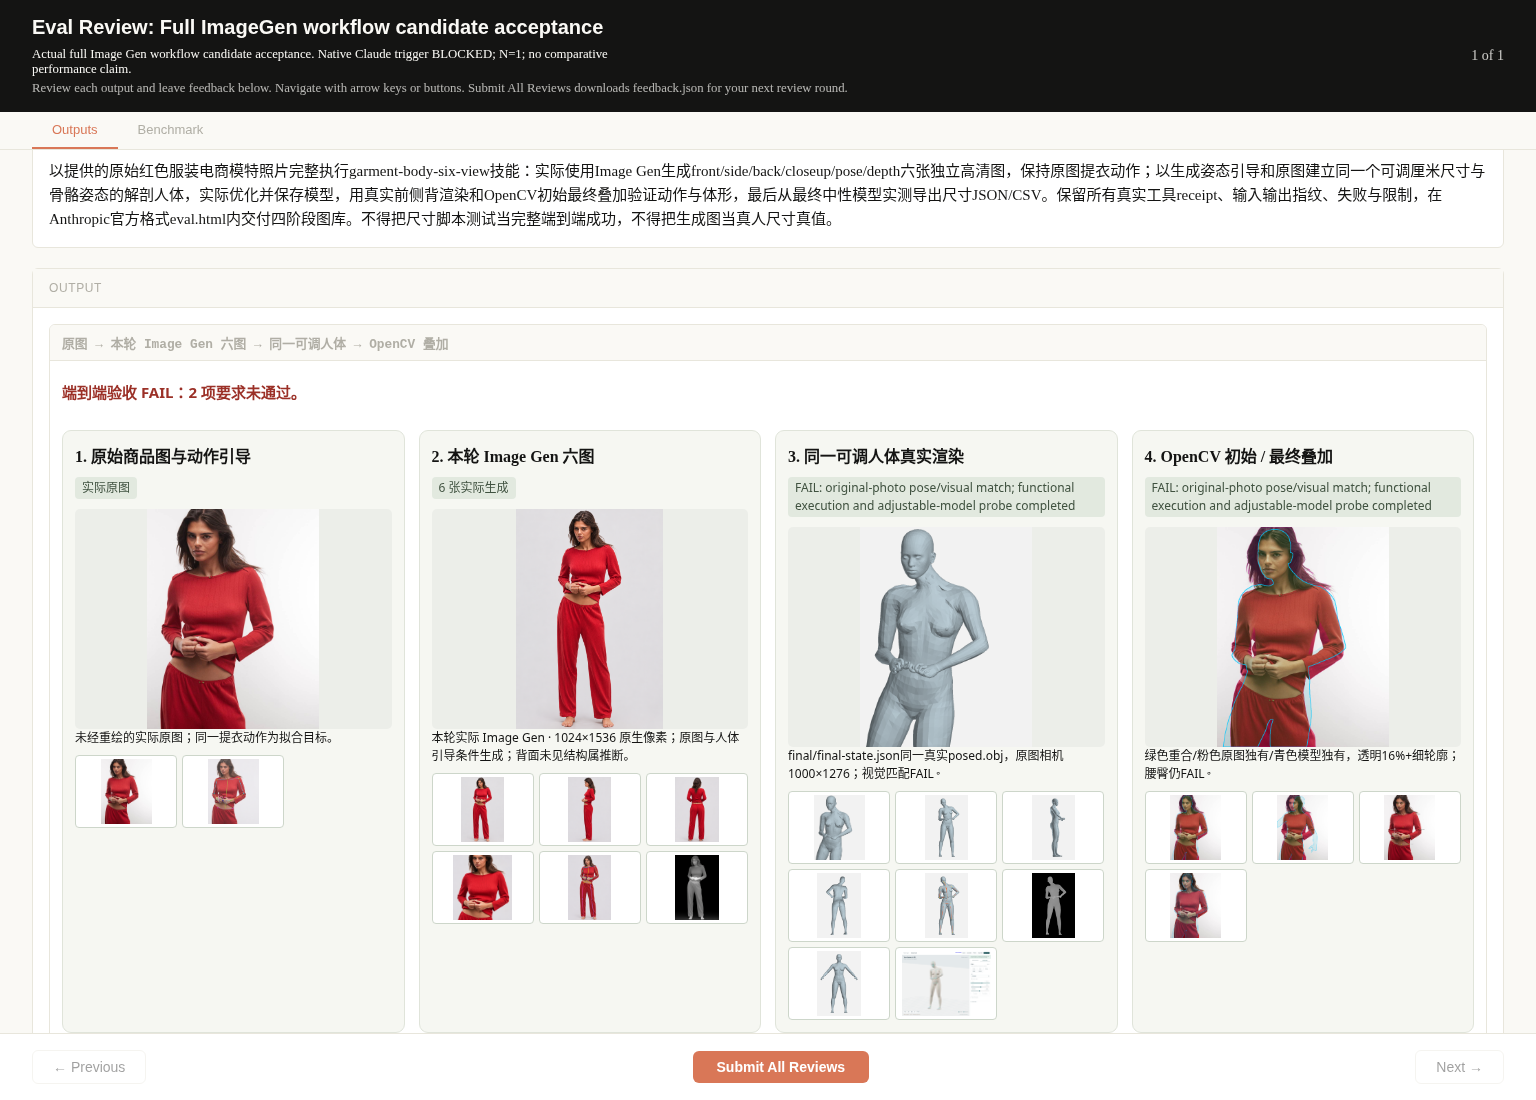 Eval Review: Full ImageGen workflow candidate acceptance
Actual full Image Gen workflow candidate acceptance. Native Claude trigger BLOCKED; N=1; no comparative
performance claim.
Review each output and leave feedback below. Navigate with arrow keys or buttons. Submit All Reviews downloads feedback.json for your next review round.
1 of 1
Outputs
Benchmark
以提供的原始红色服装电商模特照片完整执行garment-body-six-view技能：实际使用Image Gen生成front/side/back/closeup/pose/depth六张独立高清图，保持原图提衣动作；以生成姿态引导和原图建立同一个可调厘米尺寸与
骨骼姿态的解剖人体，实际优化并保存模型，用真实前侧背渲染和OpenCV初始最终叠加验证动作与体形，最后从最终中性模型实测导出尺寸JSON/CSV。保留所有真实工具receipt、输入输出指纹、失败与限制，在
Anthropic官方格式eval.html内交付四阶段图库。不得把尺寸脚本测试当完整端到端成功，不得把生成图当真人尺寸真值。
OUTPUT
原图 → 本轮 Image Gen 六图 → 同一可调人体 → OpenCV 叠加
端到端验收 FAIL：2 项要求未通过。
1. 原始商品图与动作引导
实际原图
未经重绘的实际原图；同一提衣动作为拟合目标。
2. 本轮 Image Gen 六图
6 张实际生成
本轮实际 Image Gen · 1024×1536 原生像素；原图与人体
引导条件生成；背面未见结构属推断。
3. 同一可调人体真实渲染
FAIL: original-photo pose/visual match; functional
execution and adjustable-model probe completed
final/final-state.json同一真实posed.obj，原图相机
1000×1276；视觉匹配FAIL。
4. OpenCV 初始 / 最终叠加
FAIL: original-photo pose/visual match; functional
execution and adjustable-model probe completed
绿色重合/粉色原图独有/青色模型独有，透明16%+细轮廓；
腰臀仍FAIL。
← Previous
Submit All Reviews
Next →